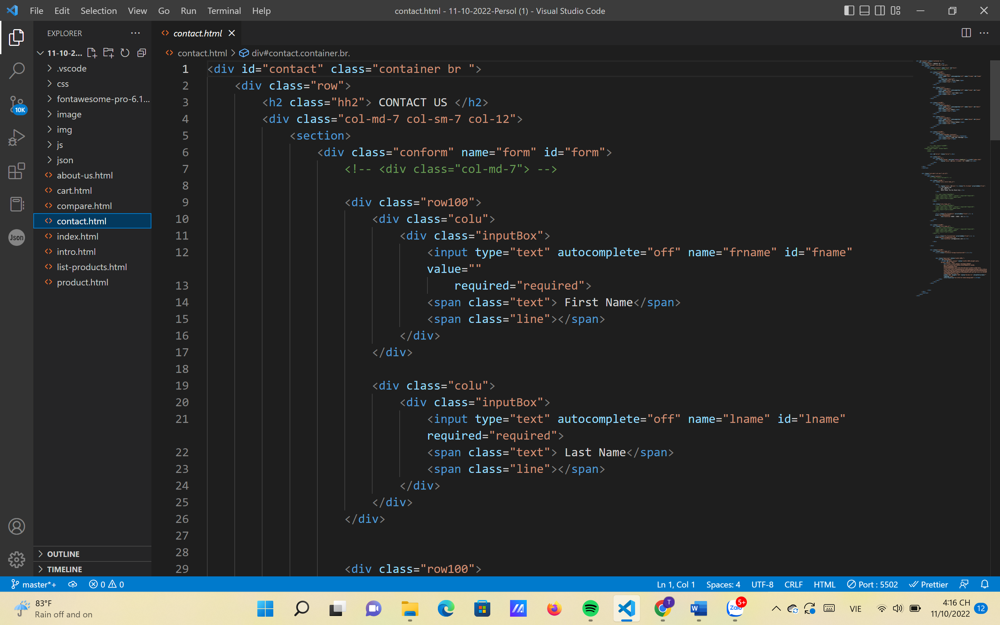 File Edit Selection View Go Run Terminal Help
contact.html - 11-10-2022-Persol (1) - Visual Studio Code
EXPLORER
11-10-2...
.vscode
css
fontawesome-pro-6.1...
image
img
js
json
about-us.html
cart.html
compare.html
contact.html
index.html
intro.html
list-products.html
product.html
OUTLINE
TIMELINE
10K
Json
contact.html
contact.html > div#contact.container.br.
1 <div id="contact" class="container br ">
2 <div class="row">
3 <h2 class="hh2"> CONTACT US </h2>
4 <div class="col-md-7 col-sm-7 col-12">
5 <section>
6 <div class="conform" name="form" id="form">
7 <!-- <div class="col-md-7"> -->
8
9 <div class="row100">
10 <div class="colu">
11 <div class="inputBox">
12 <input type="text" autocomplete="off" name="frname" id="fname"
value=""
13 required="required">
14 <span class="text"> First Name</span>
15 <span class="line"></span>
16 </div>
17 </div>
18
19 <div class="colu">
20 <div class="inputBox">
21 <input type="text" autocomplete="off" name="lname" id="lname"
required="required">
22 <span class="text"> Last Name</span>
23 <span class="line"></span>
24 </div>
25 </div>
26 </div>
27
28
29 <div class="row100">
master*+ 0 0
Ln 1, Col 1 Spaces: 4 UTF-8 CRLF HTML Port : 5502 Prettier
83°F
Rain off and on
T
W
Zalo
5+
VIE
4:16 CH
11/10/2022
12